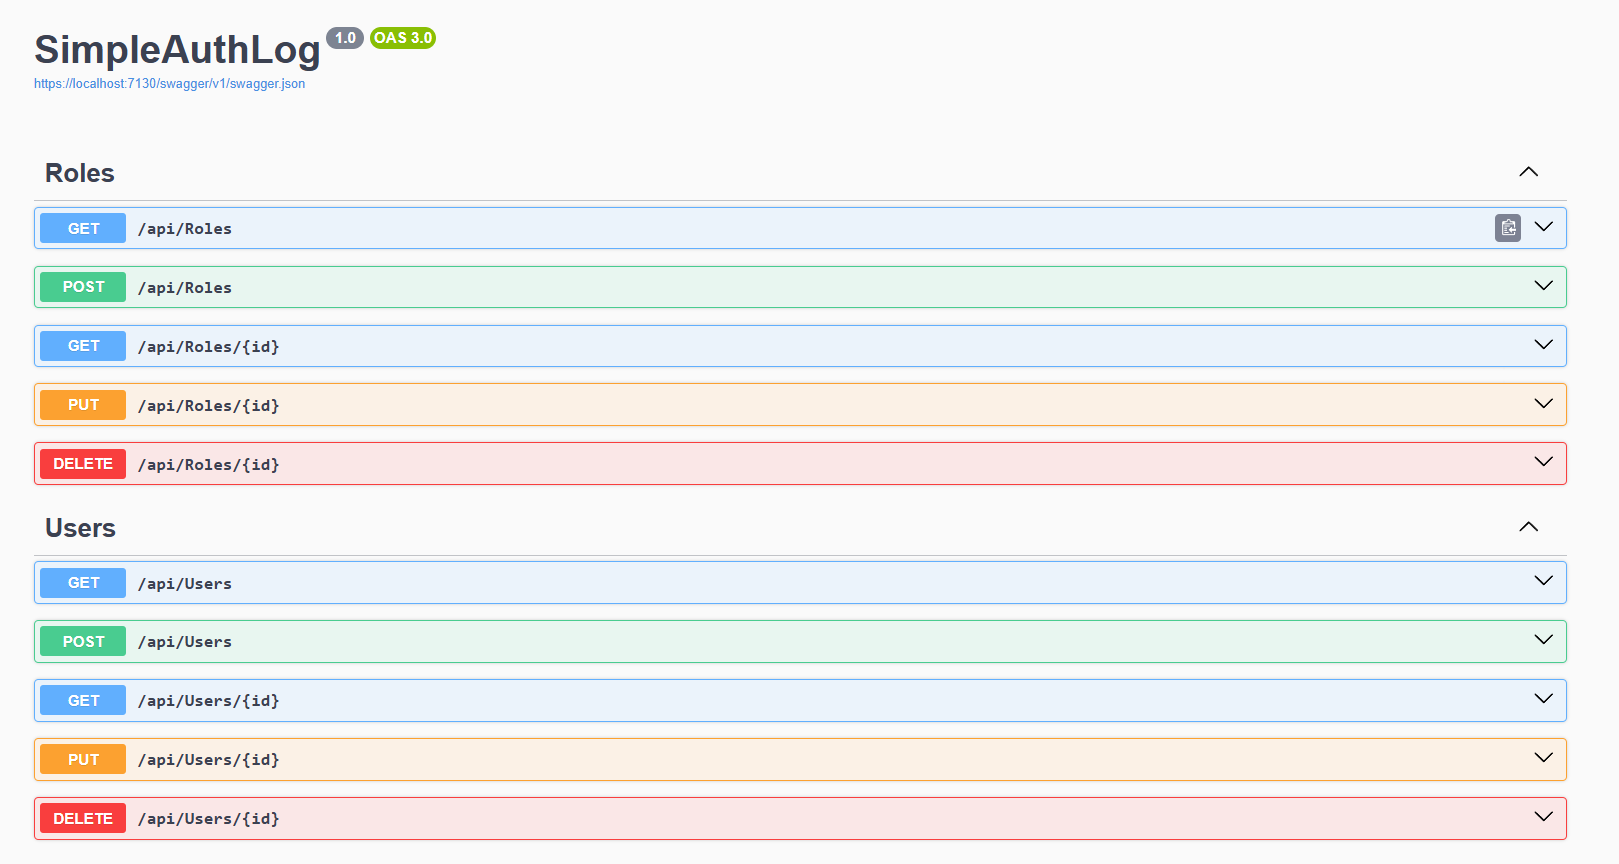 SimpleAuthLog 1.0 OAS 3.0
https://localhost:7130/swagger/v1/swagger.json
Roles
GET /api/Roles
POST /api/Roles
GET /api/Roles/{id}
PUT /api/Roles/{id}
DELETE /api/Roles/{id}
Users
GET /api/Users
POST /api/Users
GET /api/Users/{id}
PUT /api/Users/{id}
DELETE /api/Users/{id}